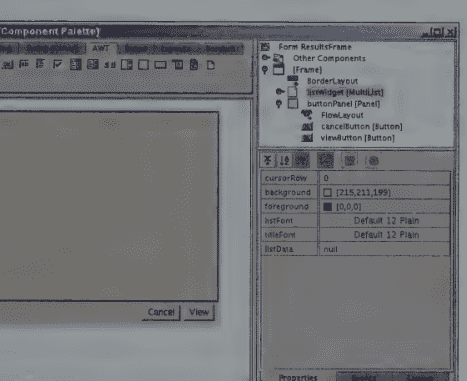 Component Palette)
AWT
Form ResultsFrame
Other Components
[Frame]
BorderLayout
listWidget [MultiList]
buttonPanel [Panel]
FlowLayout
cancelButton [Button]
viewButton [Button]
cursorRow 0
background [215,211,199]
foreground [0,0,0]
listFont Default 12 Plain
titleFont Default 12 Plain
listData null
Cancel View
Properties